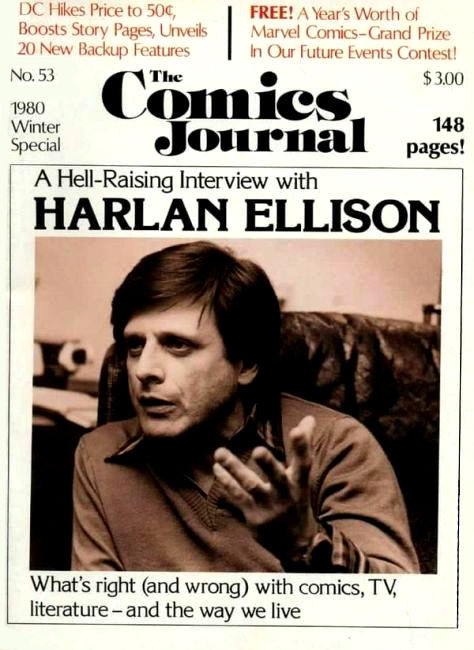 DC Hikes Price to 50¢,
Boosts Story Pages, Unveils
20 New Backup Features
FREE! A Year's Worth of
Marvel Comics–Grand Prize
In Our Future Events Contest!
No. 53
1980
Winter
Special
The
Comics
Journal
$3.00
148
pages!
A Hell-Raising Interview with
HARLAN ELLISON
What's right (and wrong) with comics, TV,
literature – and the way we live